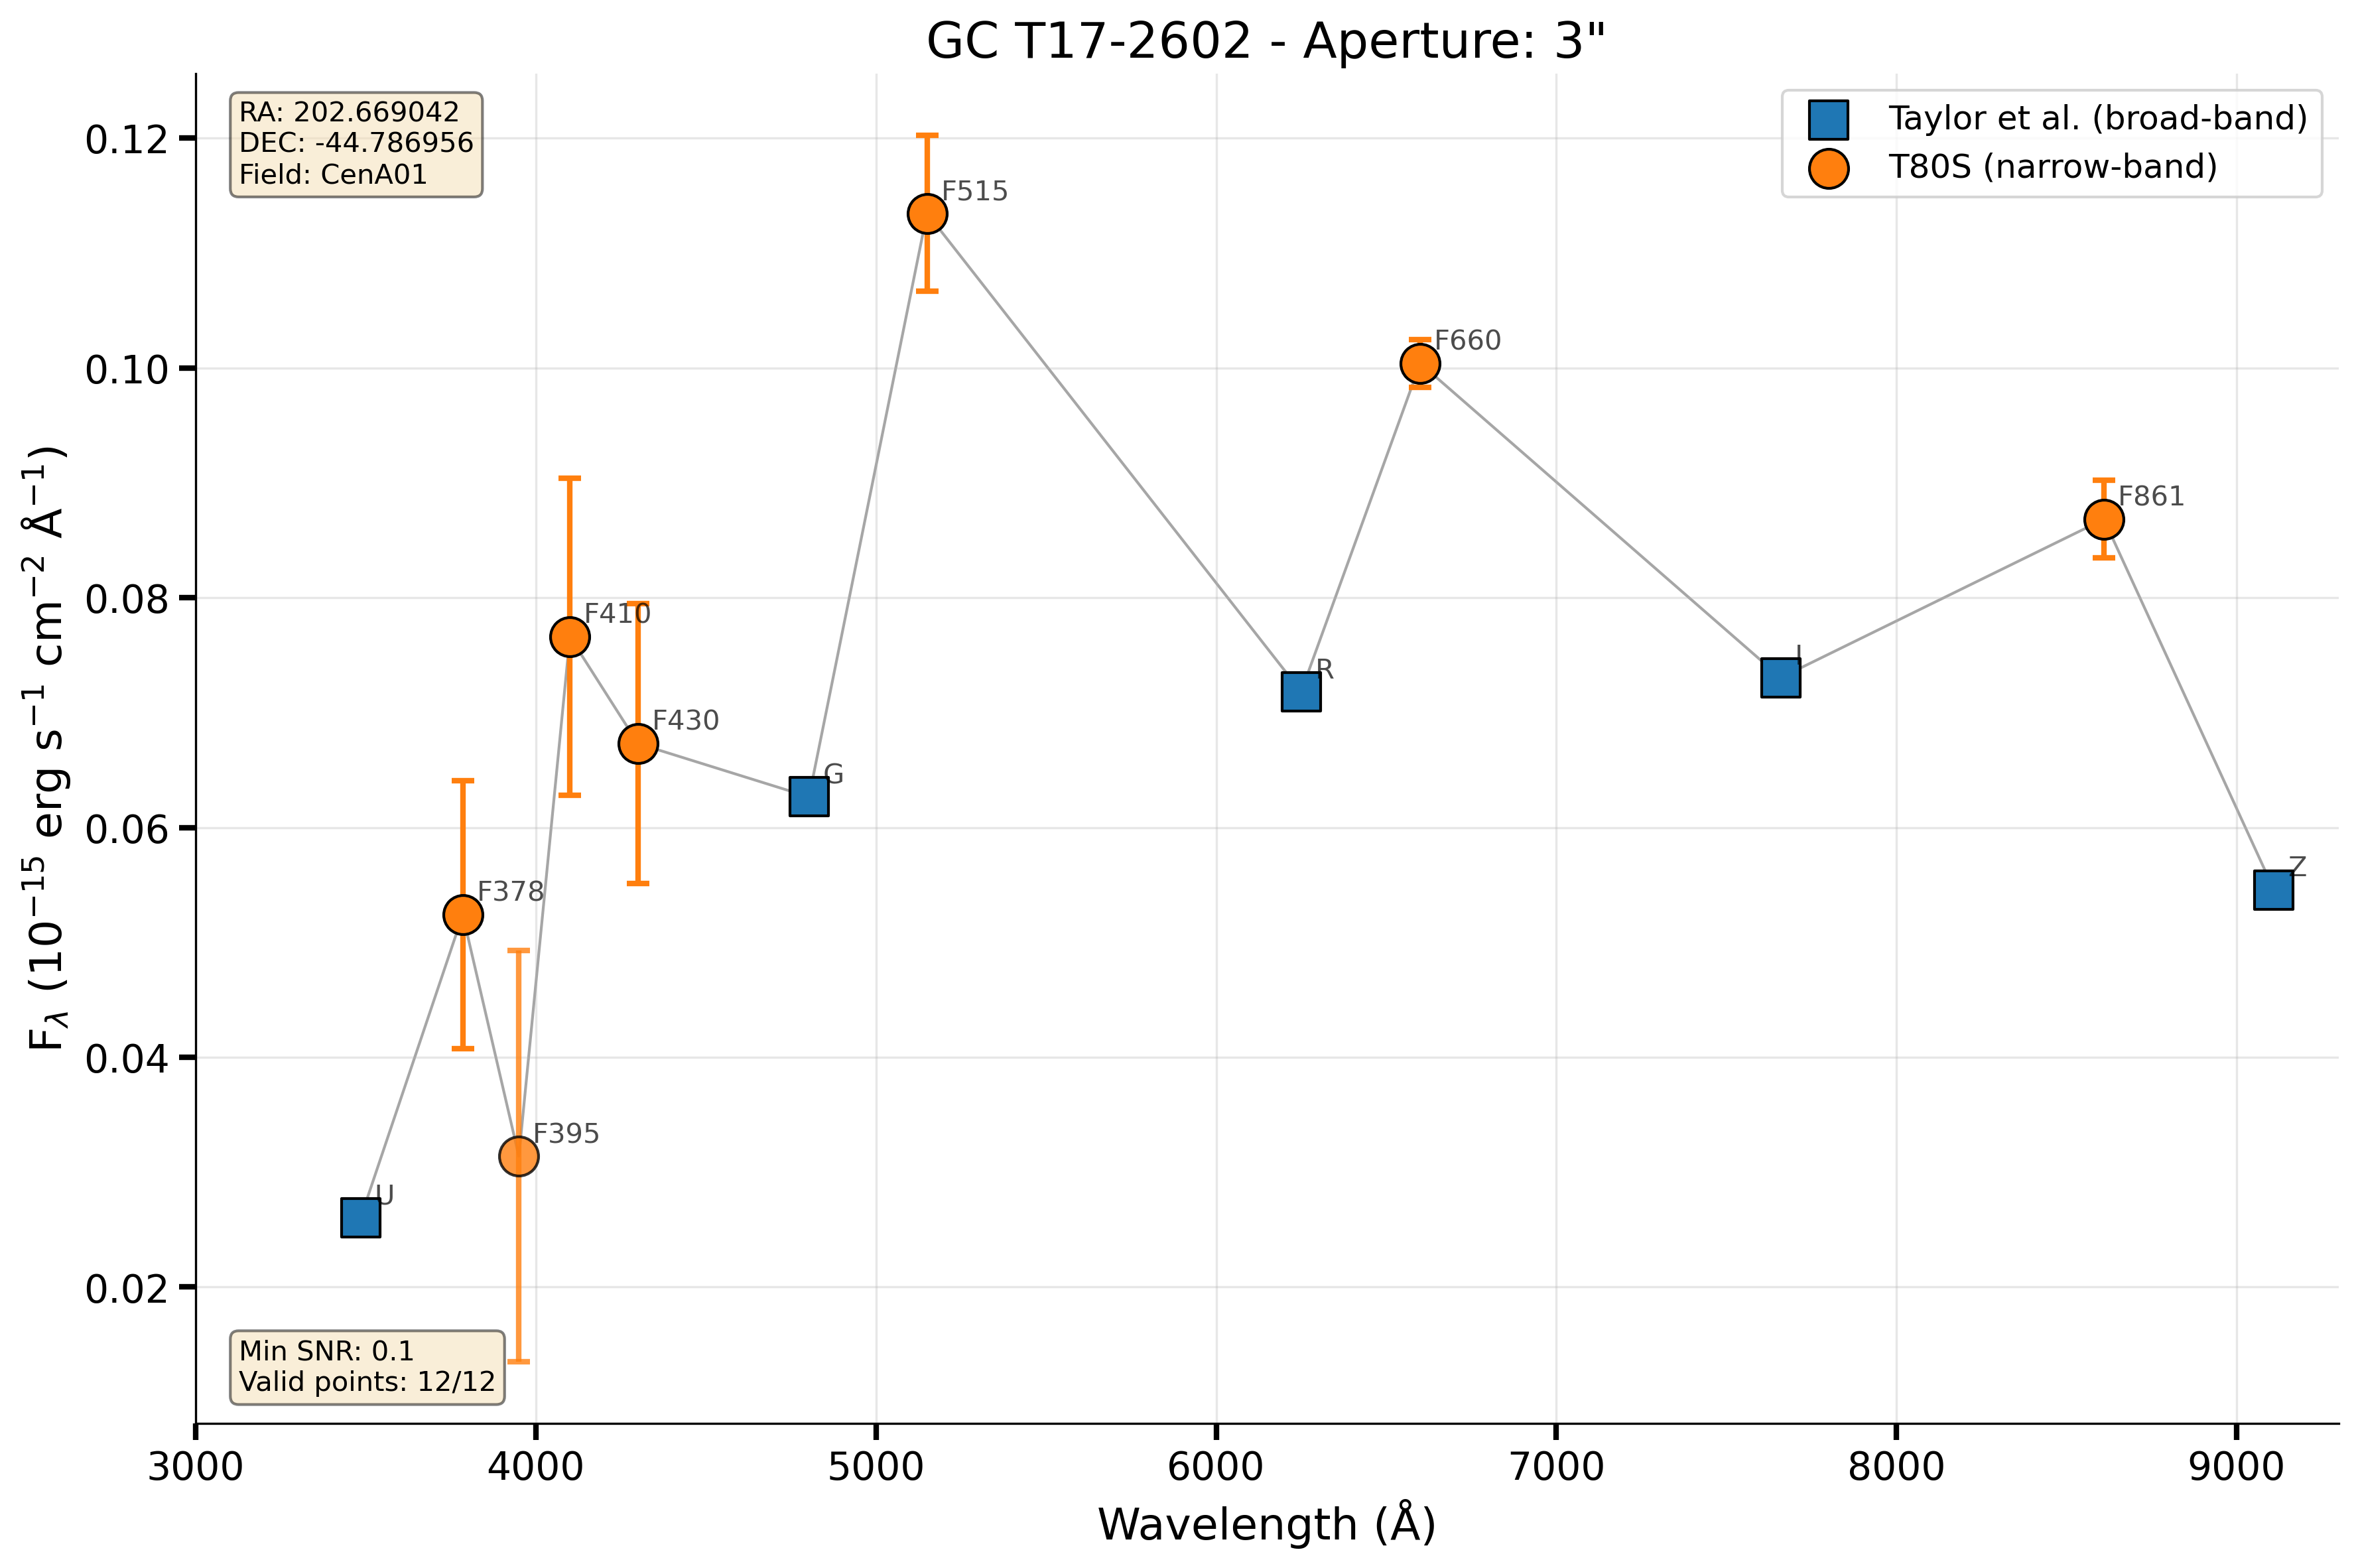 GC T17-2602 - Aperture: 3"
RA: 202.669042
DEC: -44.786956
Field: CenA01
Taylor et al. (broad-band)
T80S (narrow-band)
0.12
0.10
0.08
0.06
0.04
0.02
F515
F660
F861
F410
F430
F378
F395
U
G
R
I
Z
Min SNR: 0.1
Valid points: 12/12
3000 4000 5000 6000 7000 8000 9000
Wavelength (Å)
Fλ (10⁻¹⁵ erg s⁻¹ cm⁻² Å⁻¹)